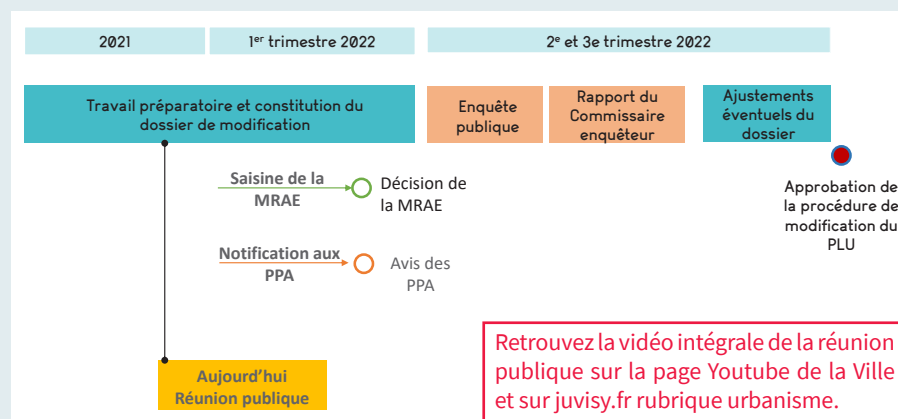 2021
1er trimestre 2022
2e et 3e trimestre 2022
Travail préparatoire et constitution du
dossier de modification
Enquête
publique
Rapport du
Commissaire
enquêteur
Ajustements
éventuels du
dossier
Saisine de la
MRAE
Décision de
la MRAE
Approbation de
la procédure de
modification du
PLU
Notification aux
PPA
Avis des
PPA
Aujourd’hui
Réunion publique
Retrouvez la vidéo intégrale de la réunion
publique sur la page Youtube de la Ville
et sur juvisy.fr rubrique urbanisme.